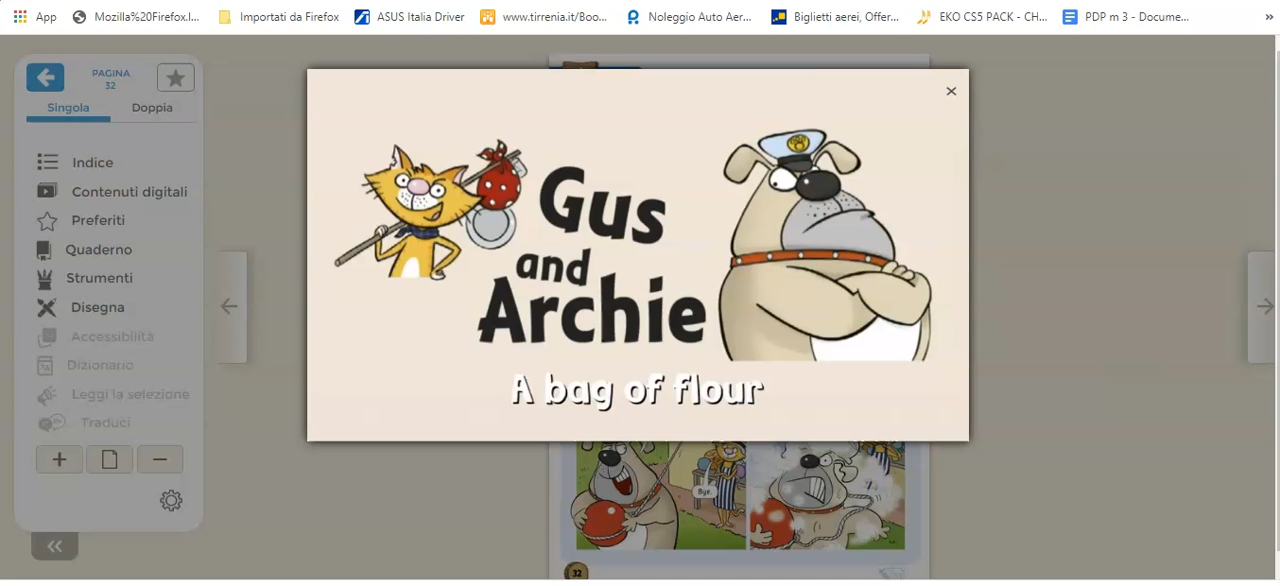 App
Mozilla%20Firefox.l...
Importati da Firefox
ASUS Italia Driver
www.tirrenia.it/Boo...
Noleggio Auto, Aer...
Biglietti aerei, Offer...
EKO CS5 PACK - CH...
PDP m 3 - Docume...
»
PAGINA
32
Singola
Doppia
Indice
Contenuti digitali
Preferiti
Quaderno
Strumenti
Disegna
Accessibilità
Dizionario
Leggi la selezione
Traduci
Gus
and
Archie
A bag of flour
Bye.
32